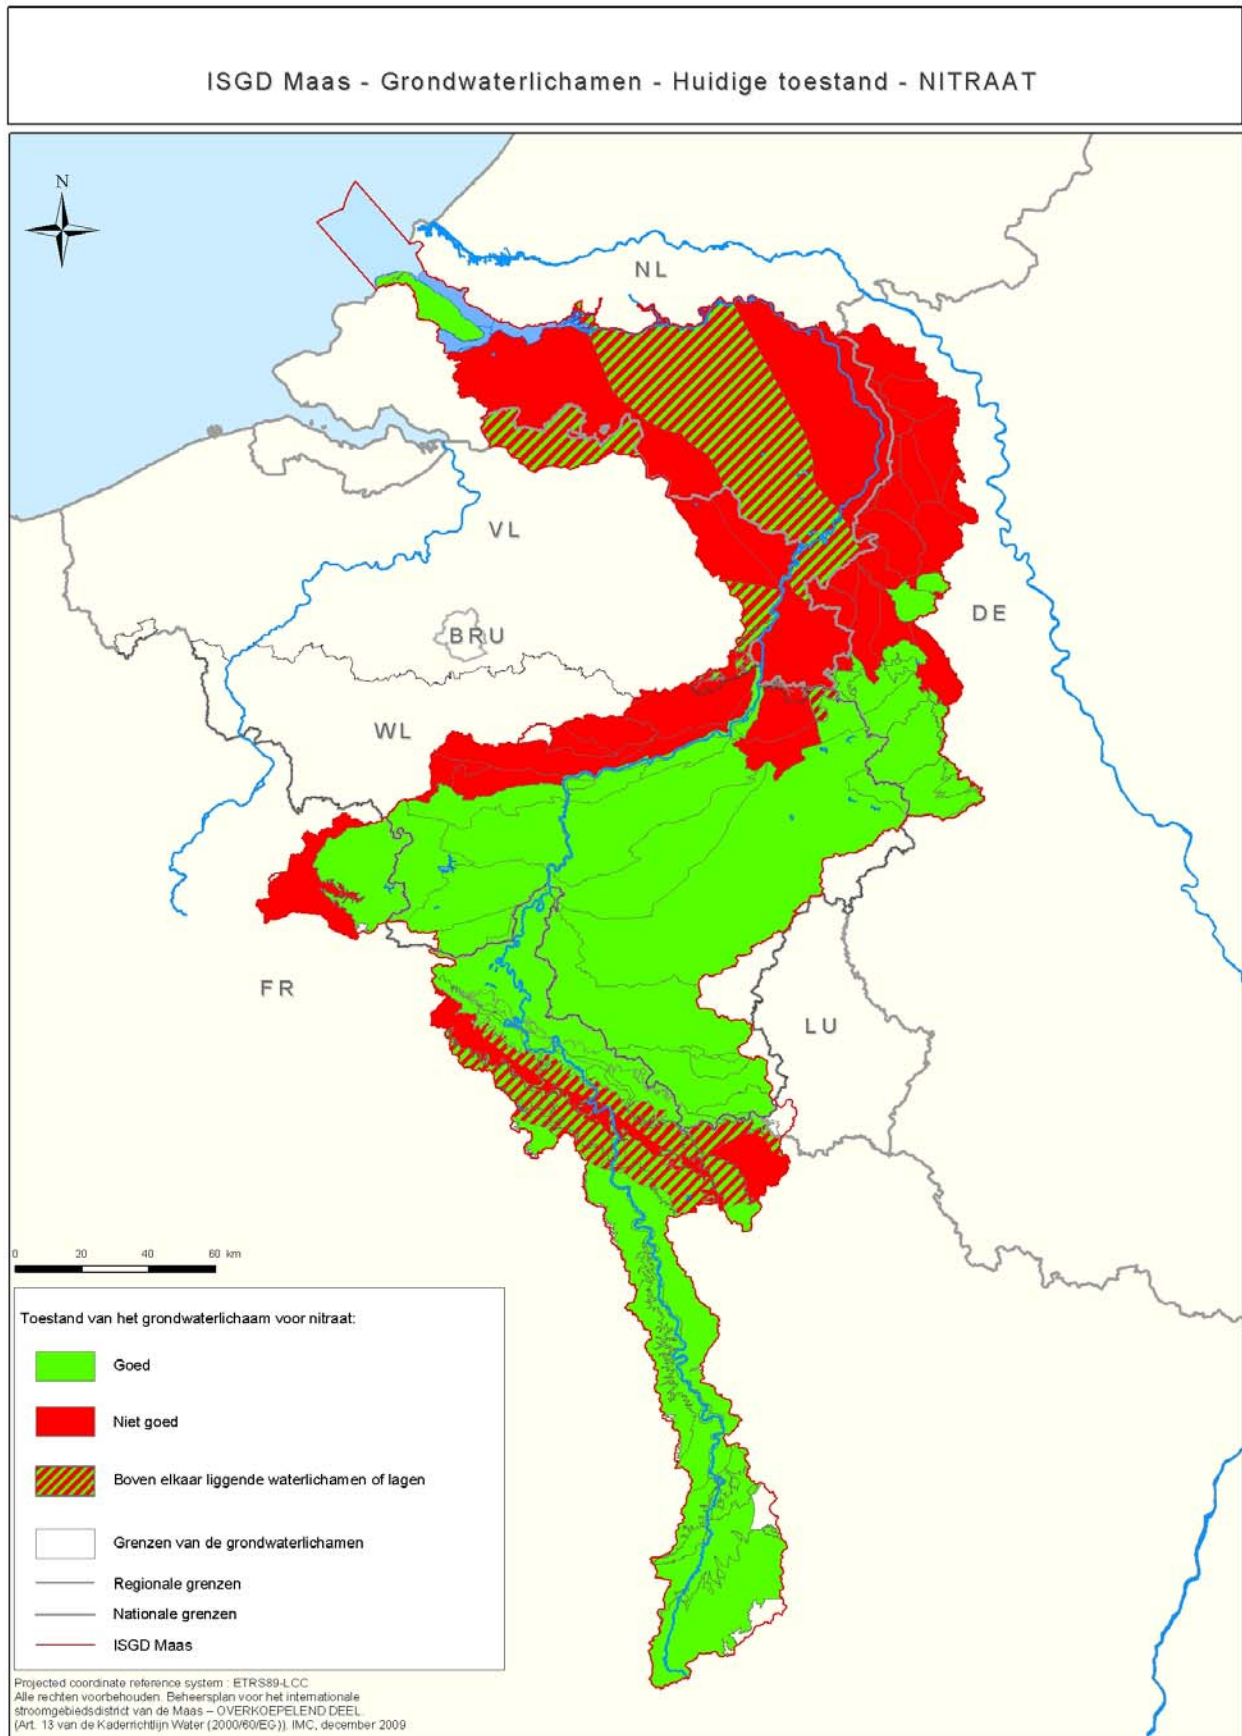 ISGD Maas - Grondwaterlichamen - Huidige toestand - NITRAAT
N
NL
VL
DE
BRU
WL
FR
LU
0 20 40 60 km
Toestand van het grondwaterlichaam voor nitraat:
Goed
Niet goed
Boven elkaar liggende waterlichamen of lagen
Grenzen van de grondwaterlichamen
Regionale grenzen
Nationale grenzen
ISGD Maas
Projected coordinate reference system : ETRS89-LCC
Alle rechten voorbehouden. Beheersplan voor het internationale
stroomgebiedsdistrict van de Maas – OVERKOEPELEND DEEL.
(Art. 13 van de Kaderrichtlijn Water (2000/60/EG)). IMC, december 2009